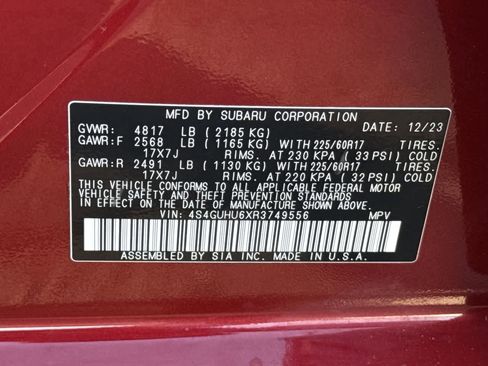 MFD BY SUBARU CORPORATION
GVWR: 4817 LB ( 2185 KG) DATE: 12/23
GAWR:F 2568 LB ( 1165 KG) WITH 225/60R17 TIRES.
17X7J RIMS. AT 230 KPA ( 33 PSI) COLD
GAWR:R 2491 LB ( 1130 KG) WITH 225/60R17 TIRES.
17X7J RIMS. AT 220 KPA ( 32 PSI) COLD
THIS VEHICLE CONFORMS TO ALL APPLICABLE FEDERAL MOTOR
VEHICLE SAFETY AND THEFT PREVENTION STANDARDS
IN EFFECT ON THE DATE OF MANUFACTURE SHOWN ABOVE.
VIN: 4S4GUHU6XR3749556 MPV
ASSEMBLED BY SIA INC. MADE IN U.S.A.